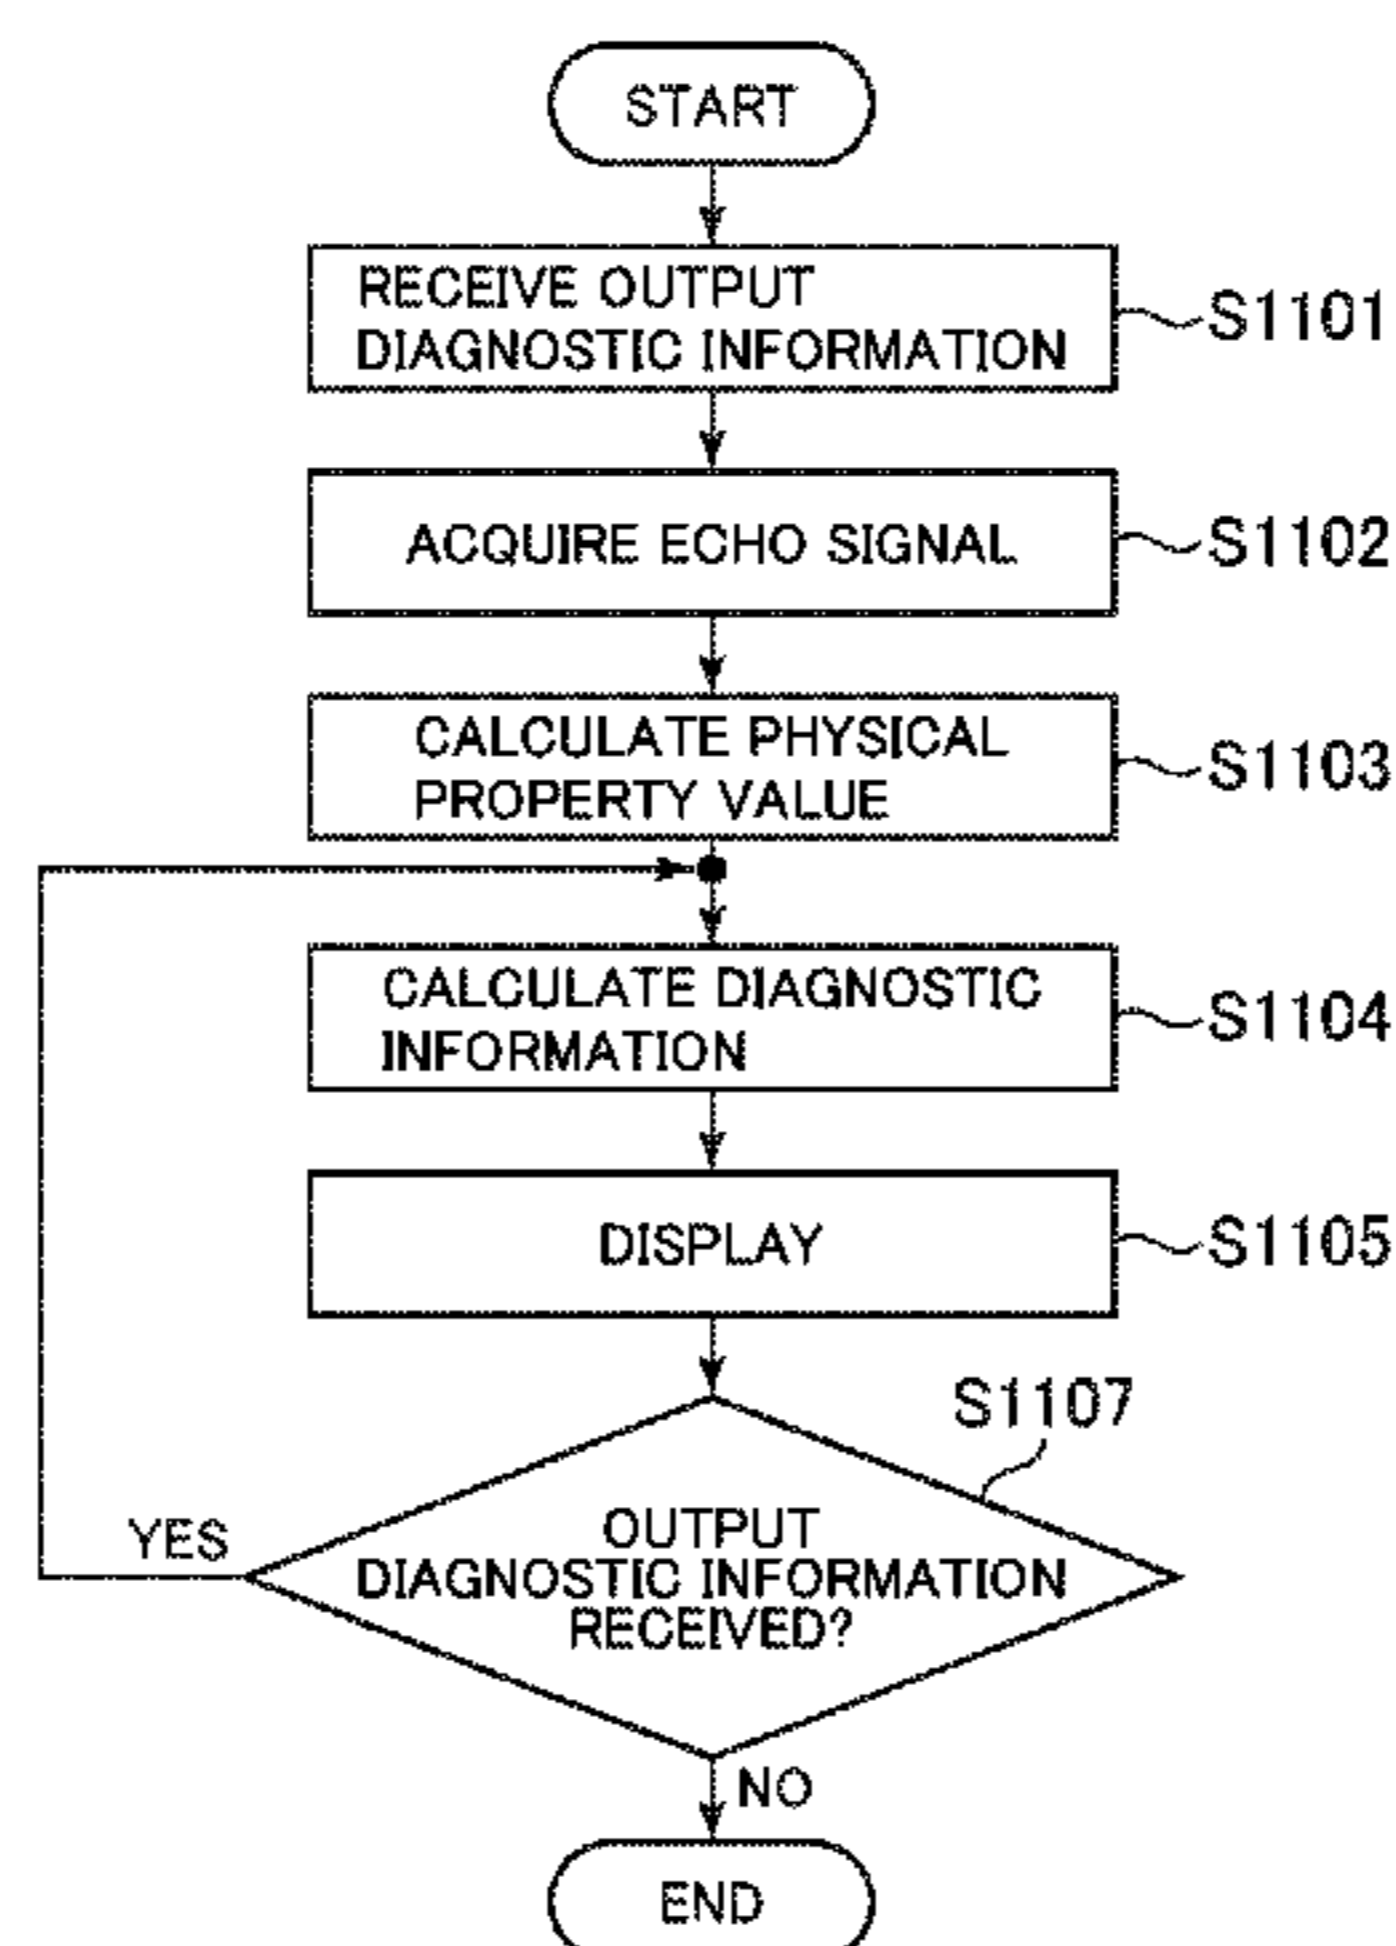 START
RECEIVE OUTPUT
DIAGNOSTIC INFORMATION
S1101
ACQUIRE ECHO SIGNAL
S1102
CALCULATE PHYSICAL
PROPERTY VALUE
S1103
CALCULATE DIAGNOSTIC
INFORMATION
S1104
DISPLAY
S1105
S1107
OUTPUT
DIAGNOSTIC INFORMATION
RECEIVED?
YES
NO
END